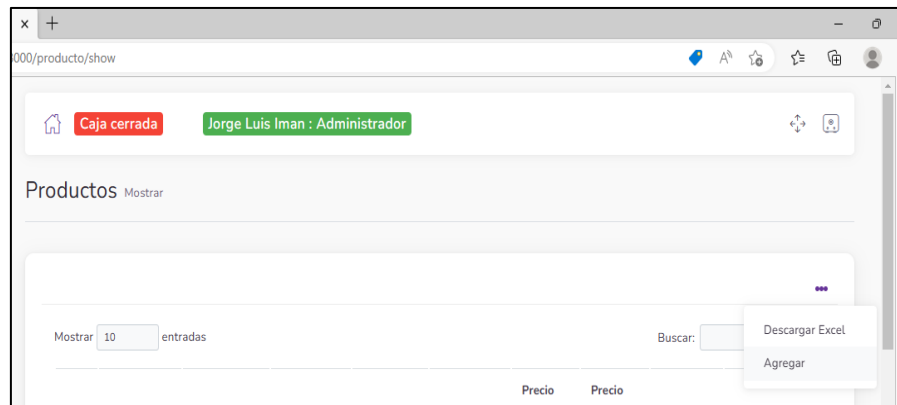 000/producto/show
Caja cerrada
Jorge Luis Iman : Administrador
Productos Mostrar
Mostrar 10 entradas
Buscar:
Descargar Excel
Agregar
Precio Precio